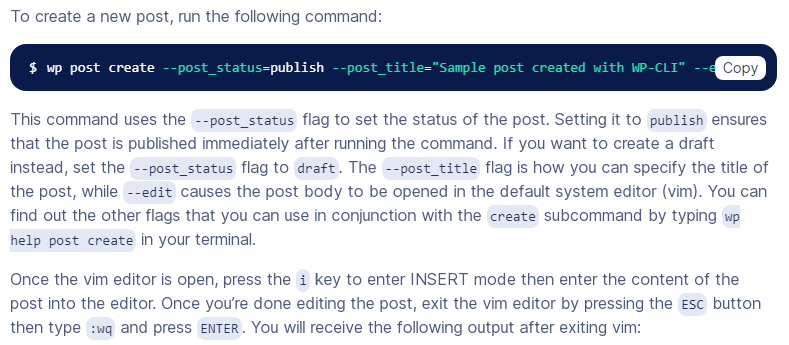 To create a new post, run the following command:
$ wp post create --post_status=publish --post_title="Sample post created with WP-CLI" --e
Copy
This command uses the --post_status flag to set the status of the post. Setting it to publish ensures
that the post is published immediately after running the command. If you want to create a draft
instead, set the --post_status flag to draft. The --post_title flag is how you can specify the title of
the post, while --edit causes the post body to be opened in the default system editor (vim). You can
find out the other flags that you can use in conjunction with the create subcommand by typing wp
help post create in your terminal.
Once the vim editor is open, press the i key to enter INSERT mode then enter the content of the
post into the editor. Once you’re done editing the post, exit the vim editor by pressing the ESC button
then type :wq and press ENTER. You will receive the following output after exiting vim: